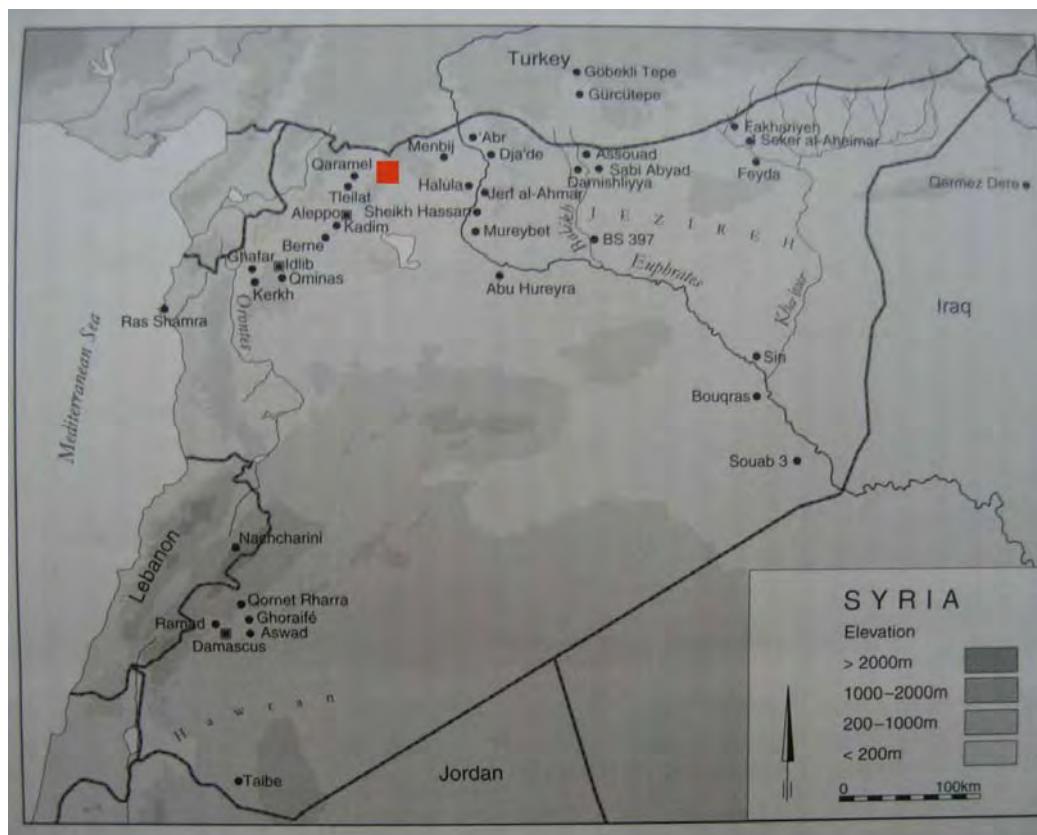 Turkey
Göbekli Tepe
Gürcütepe
'Abr
Fakhariyeh
Seker al-Aheimar
Menbij
Dja'de
Assouad
Qaramel
Sabi Abyad
Feyda
Damishliyya
Tleilat
Halula
Jerf al-Ahmar
Qermez Dere
Aleppo
Sheikh Hassan
JEZIREH
Kadim
Mureybet
Balikh
BS 397
Berne
Ghafar
Idlib
Euphrates
Qminas
Abu Hureyra
Kerkh
Khabur
Ras Shamra
Orontes
Iraq
Mediterranean Sea
Sin
Bouqras
Souab 3
Nachcharini
Lebanon
Qornet Rharra
Ramad
Ghoraifé
Aswad
Damascus
Hawran
Taibe
Jordan
SYRIA
Elevation
> 2000m
1000–2000m
200–1000m
< 200m
0 100km